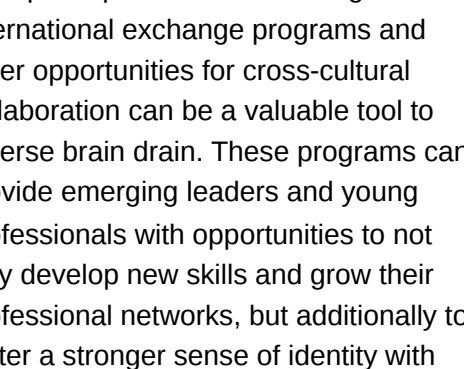 ernational exchange programs and
er opportunities for cross-cultural
laboration can be a valuable tool to
erse brain drain. These programs can
vide emerging leaders and young
fessionals with opportunities to not
y develop new skills and grow their
fessional networks, but additionally to
ter a stronger sense of identity with